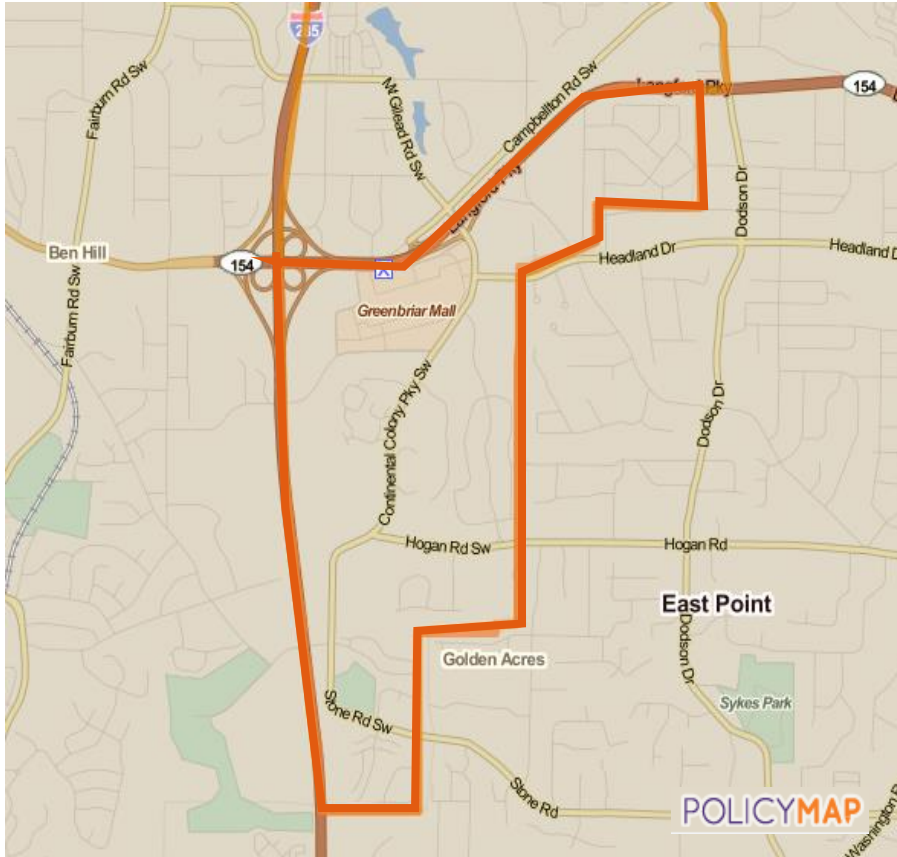 285
Fairburn Rd Sw
Mt Gilead Rd Sw
Campbellton Rd Sw
Langford Pky
154
Langford Pky
Dodson Dr
Ben Hill
154
Headland Dr
Headland D
Greenbriar Mall
Fairburn Rd Sw
Continental Colony Pky Sw
Dodson Dr
Hogan Rd Sw
Hogan Rd
East Point
Golden Acres
Dodson Dr
Stone Rd Sw
Sykes Park
Stone Rd
POLICYMAP
Washington R